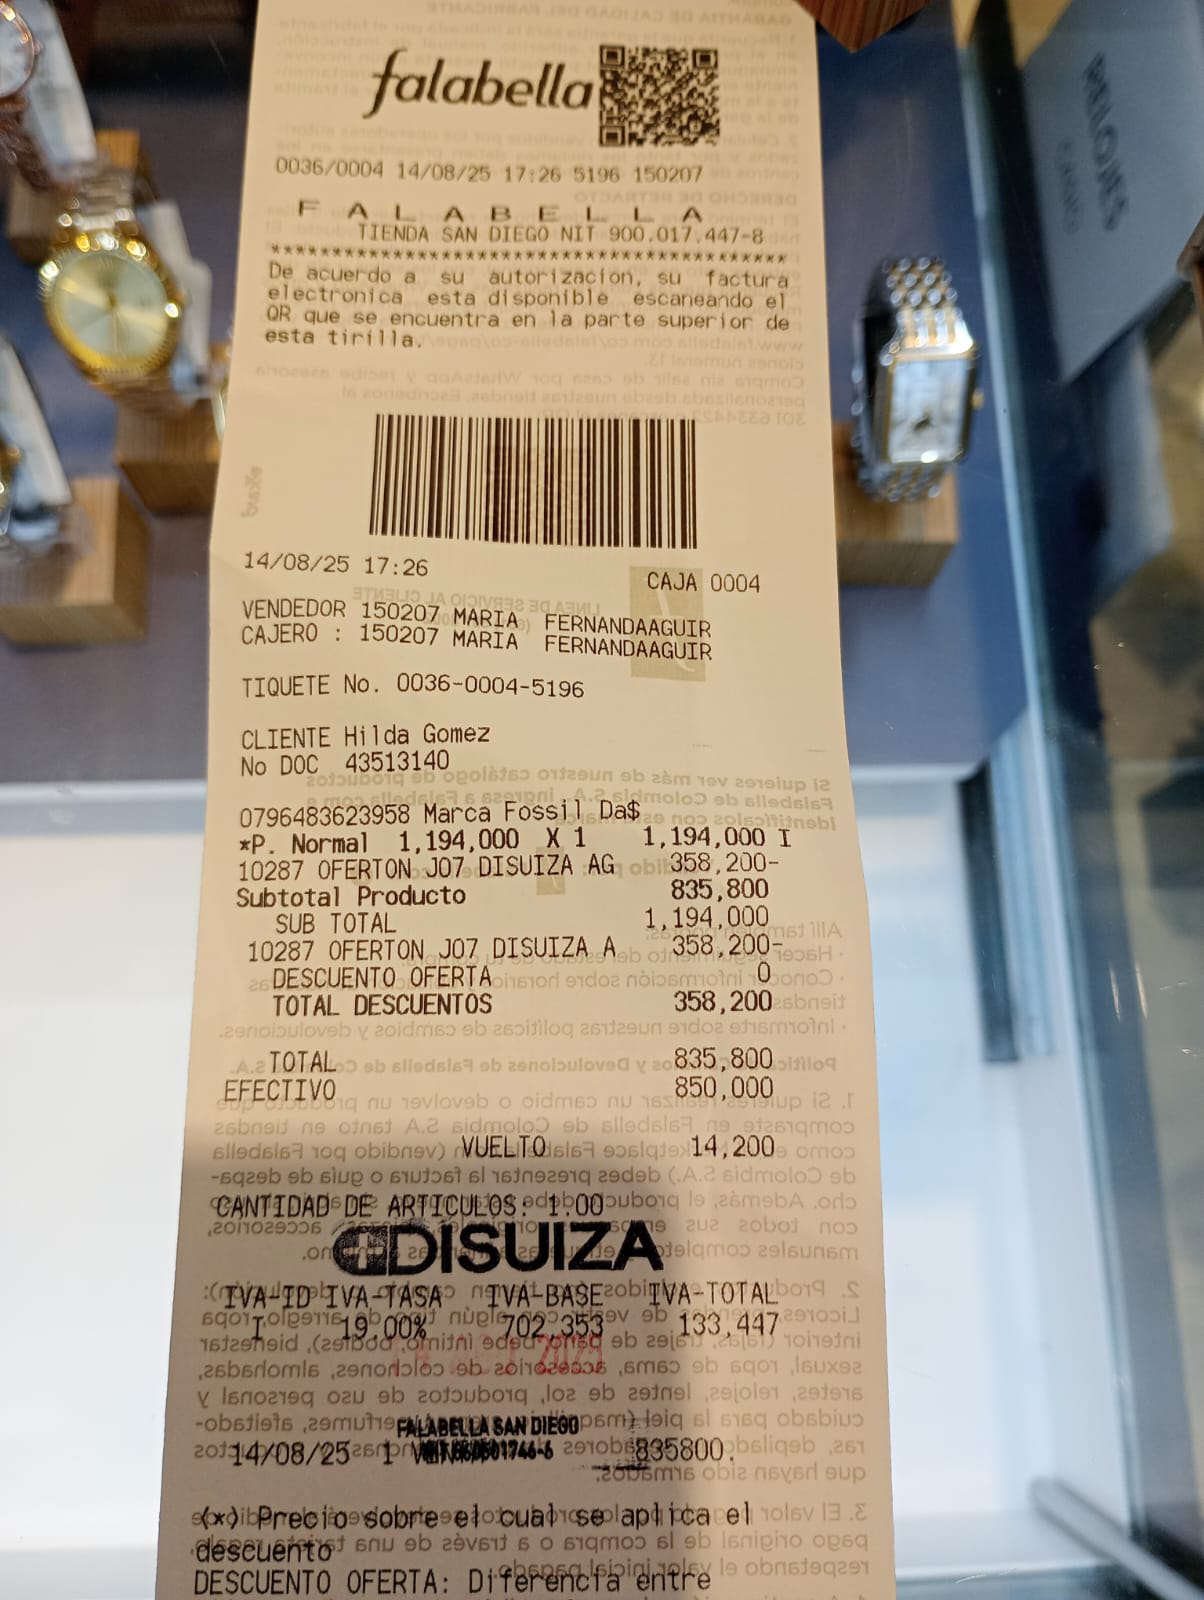 falabella
0036/0004 14/08/25 17:26 5196 150207
F A L A B E L L A
TIENDA SAN DIEGO NIT 900.017.447-8
******************************************
De acuerdo a su autorizacion, su factura
electronica esta disponible escaneando el
QR que se encuentra en la parte superior de
esta tirilla.
14/08/25 17:26 CAJA 0004
VENDEDOR 150207 MARIA FERNANDAAGUIR
CAJERO : 150207 MARIA FERNANDAAGUIR
TIQUETE No. 0036-0004-5196
CLIENTE Hilda Gomez
No DOC 43513140
0796483623958 Marca Fossil Da$
*P. Normal 1,194,000 X 1 1,194,000 I
10287 OFERTON J07 DISUIZA AG 358,200-
Subtotal Producto 835,800
SUB TOTAL 1,194,000
10287 OFERTON J07 DISUIZA A 358,200-
DESCUENTO OFERTA 0
TOTAL DESCUENTOS 358,200
TOTAL 835,800
EFECTIVO 850,000
VUELTO 14,200
CANTIDAD DE ARTICULOS: 1.00
DISUIZA
IVA-ID IVA-TASA IVA-BASE IVA-TOTAL
I 19.00% 702,353 133,447
FALABELLA SAN DIEGO
14/08/25 1 835800.
(*) Precio sobre el cual se aplica el
descuento
DESCUENTO OFERTA: Diferencia entre
RELOJES